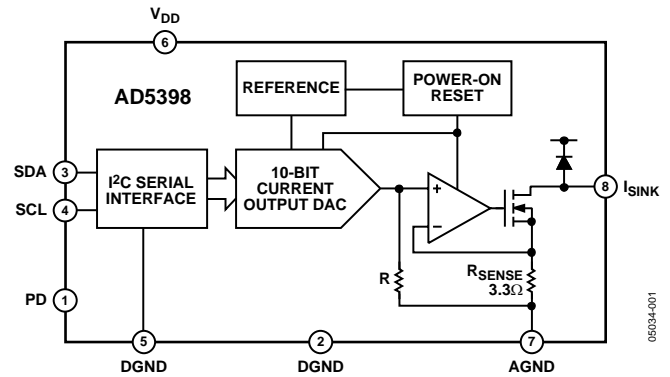 VDD
6
AD5398
REFERENCE
POWER-ON
RESET
SDA
3
SCL
4
I2C SERIAL
INTERFACE
10-BIT
CURRENT
OUTPUT DAC
+
–
8
ISINK
R
RSENSE
3.3Ω
PD
1
5
DGND
2
DGND
7
AGND
05034-001